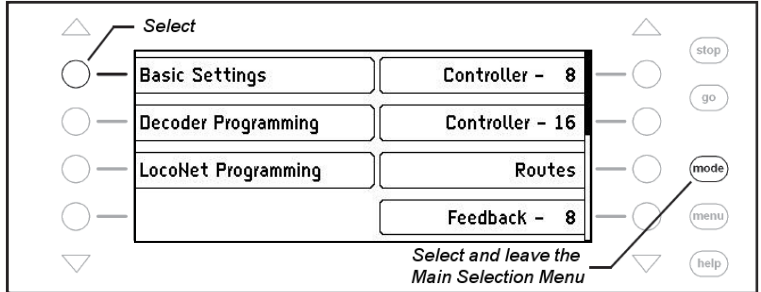 Select
stop
Basic Settings
Controller - 8
go
Decoder Programming
Controller - 16
LocoNet Programming
Routes
mode
Feedback - 8
menu
Select and leave the
Main Selection Menu
help